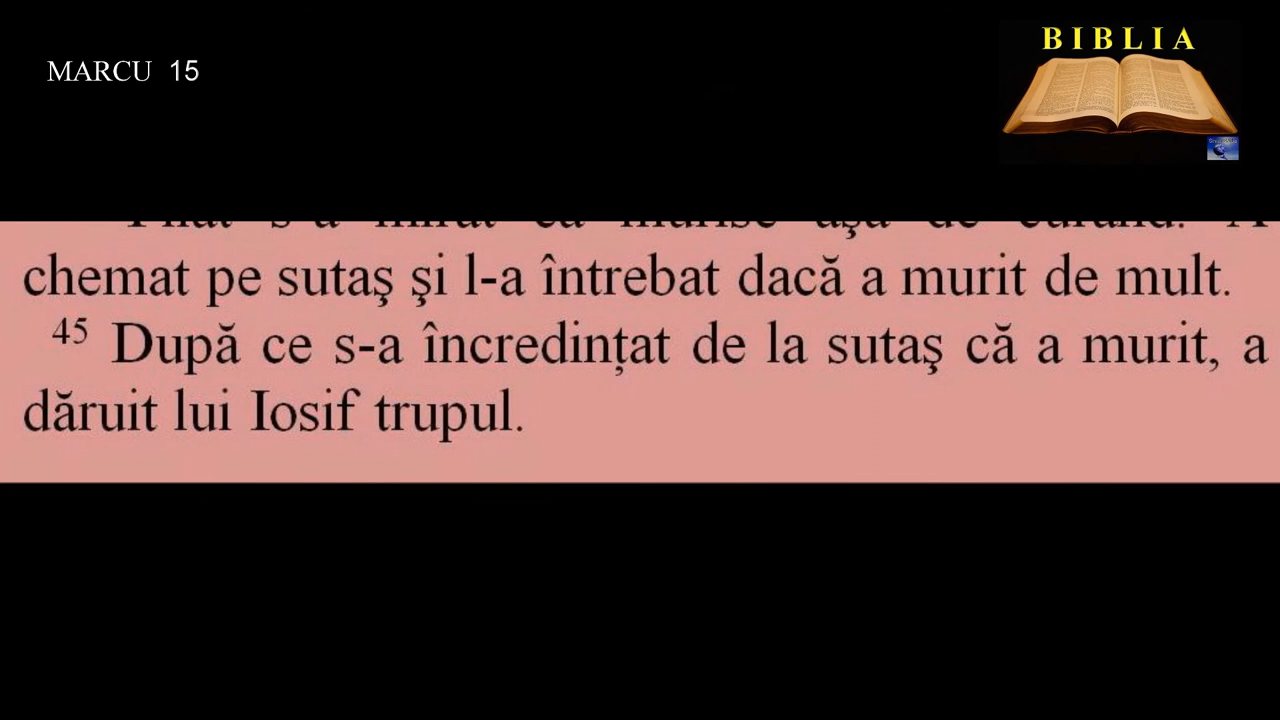 BIBLIA
MARCU 15
chemat pe sutaş şi l-a întrebat dacă a murit de mult.
45 După ce s-a încredințat de la sutaş că a murit, a
dăruit lui Iosif trupul.